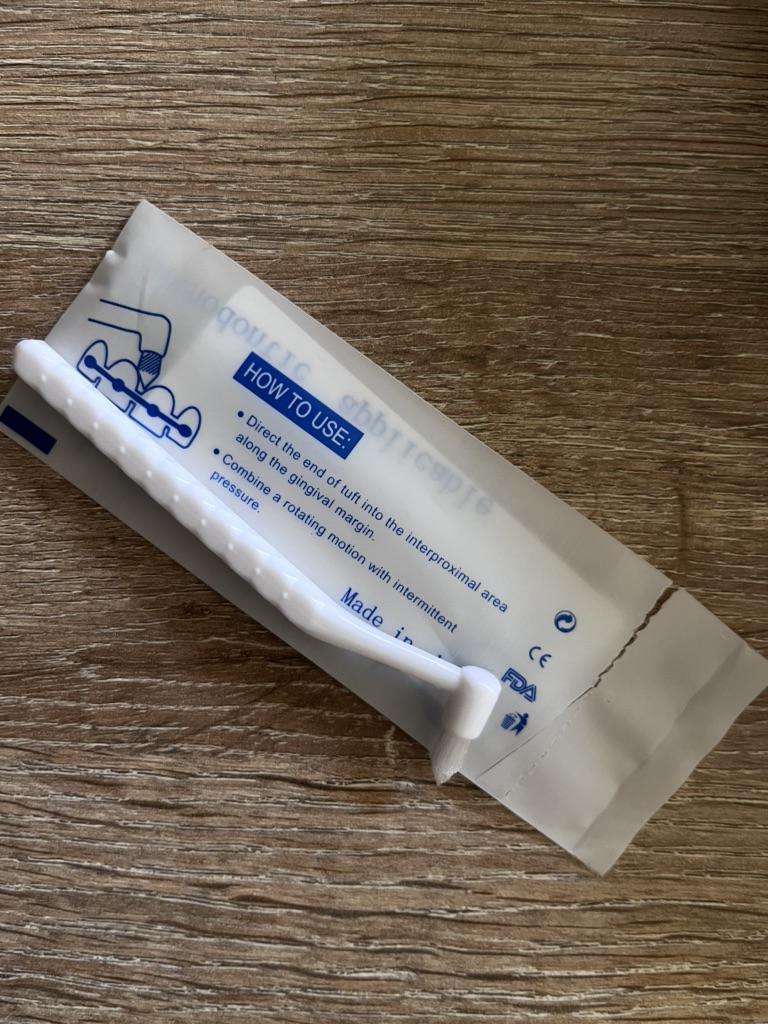 HOW TO USE:
• Direct the end of tuft into the interproximal area
along the gingival margin.
• Combine a rotating motion with intermittent
pressure.
Made in
CE
FDA
applicable